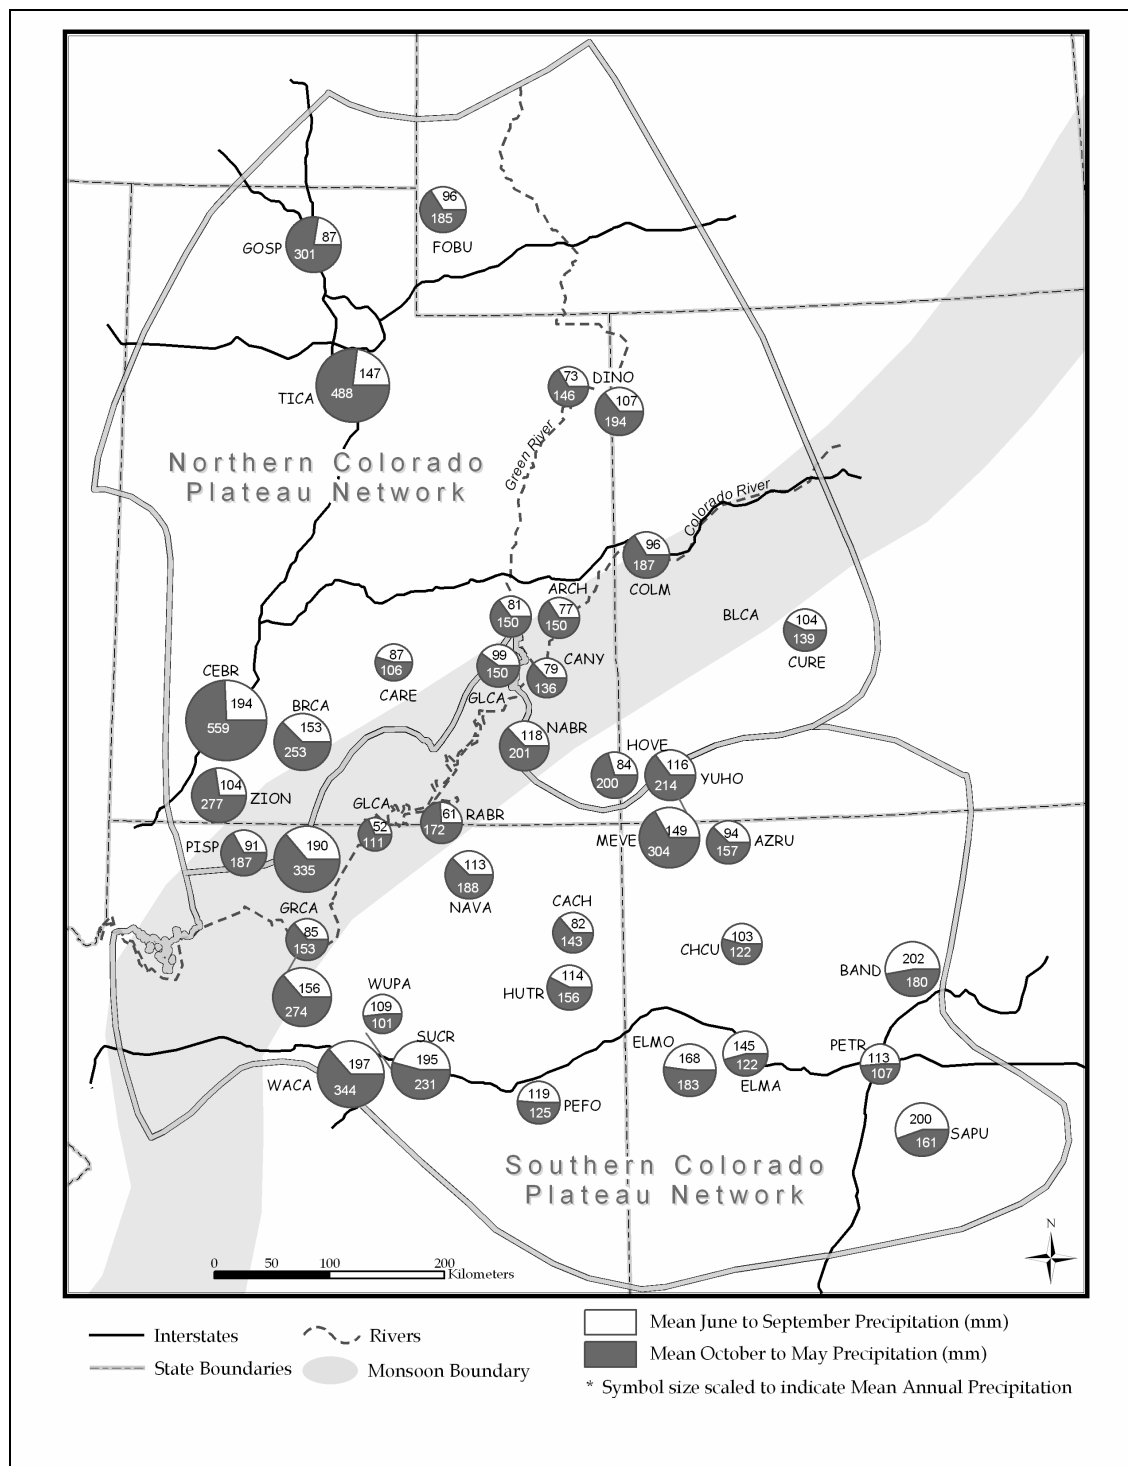 96
185
FOBU
GOSP
87
301
147
488
TICA
73
146
DINO
107
194
Northern Colorado
Plateau Network
Green River
Colorado River
96
187
COLM
ARCH
81
150
77
150
BLCA
104
139
CURE
87
106
CARE
99
150
GLCA
CANY
79
136
CEBR
194
559
BRCA
153
253
NABR
118
201
HOVE
84
200
116
214
YUHO
104
277
ZION
GLCA
52
111
61
172
RABR
PISP
91
187
190
335
MEVE
149
304
94
157
AZRU
113
188
NAVA
CACH
82
143
GRCA
85
153
CHCU
103
122
BAND
202
180
156
274
WUPA
109
101
HUTR
114
156
SUCR
195
231
WACA
197
344
ELMO
168
183
145
122
ELMA
PETR
113
107
119
125
PEFO
200
161
SAPU
Southern Colorado
Plateau Network
N
0 50 100 200
Kilometers
Interstates
Rivers
State Boundaries
Monsoon Boundary
Mean June to September Precipitation (mm)
Mean October to May Precipitation (mm)
* Symbol size scaled to indicate Mean Annual Precipitation